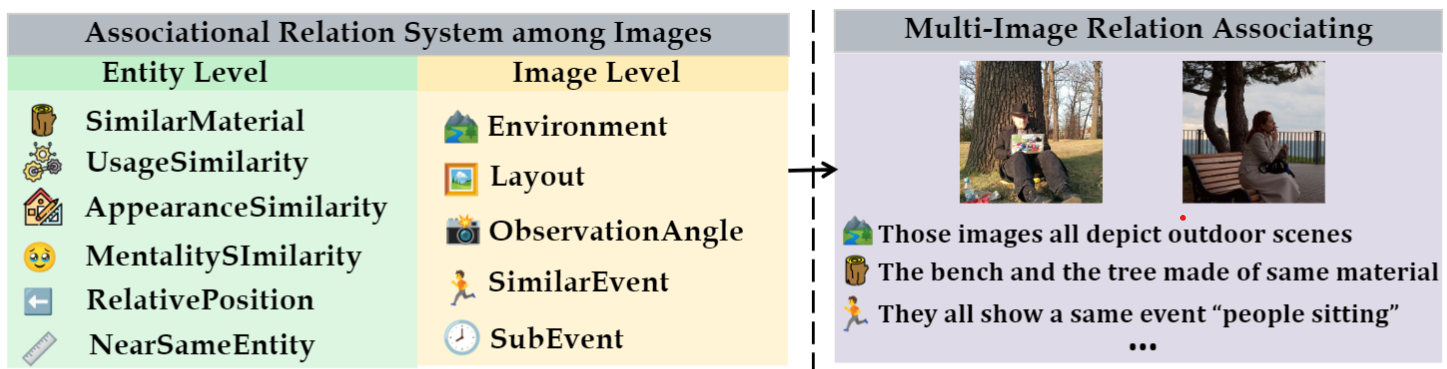 Associational Relation System among Images
Entity Level
SimilarMaterial
UsageSimilarity
AppearanceSimilarity
MentalitySImilarity
RelativePosition
NearSameEntity
Image Level
Environment
Layout
ObservationAngle
SimilarEvent
SubEvent
Multi-Image Relation Associating
Those images all depict outdoor scenes
The bench and the tree made of same material
They all show a same event “people sitting”
...